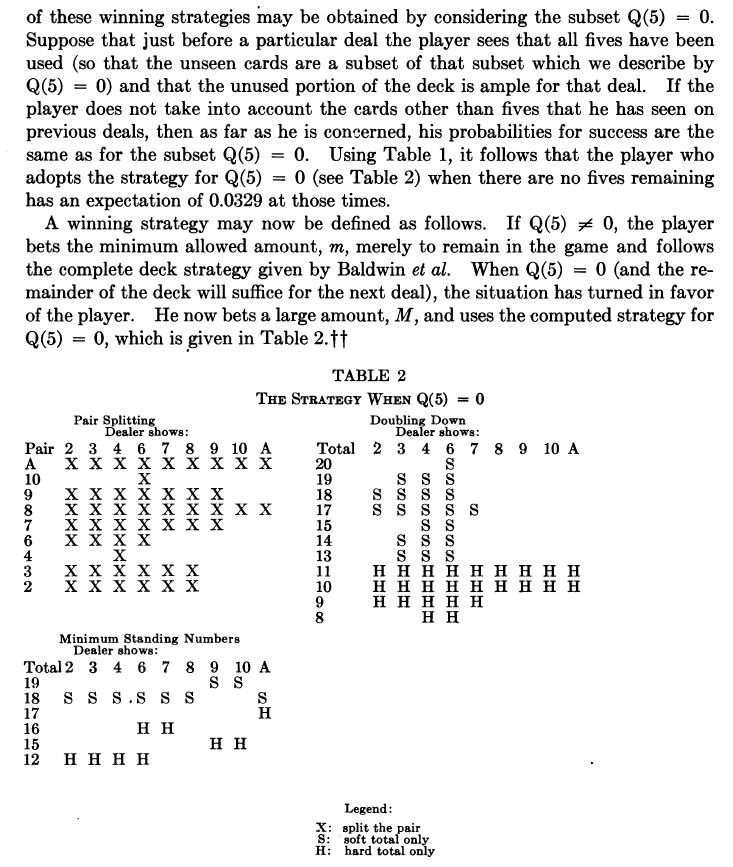 of these winning strategies may be obtained by considering the subset Q(5) = 0.
Suppose that just before a particular deal the player sees that all fives have been
used (so that the unseen cards are a subset of that subset which we describe by
Q(5) = 0) and that the unused portion of the deck is ample for that deal. If the
player does not take into account the cards other than fives that he has seen on
previous deals, then as far as he is concerned, his probabilities for success are the
same as for the subset Q(5) = 0. Using Table 1, it follows that the player who
adopts the strategy for Q(5) = 0 (see Table 2) when there are no fives remaining
has an expectation of 0.0329 at those times.
A winning strategy may now be defined as follows. If Q(5) ≠ 0, the player
bets the minimum allowed amount, m, merely to remain in the game and follows
the complete deck strategy given by Baldwin et al. When Q(5) = 0 (and the re-
mainder of the deck will suffice for the next deal), the situation has turned in favor
of the player. He now bets a large amount, M, and uses the computed strategy for
Q(5) = 0, which is given in Table 2.††
TABLE 2
THE STRATEGY WHEN Q(5) = 0
Pair Splitting
Dealer shows:
Pair 2 3 4 6 7 8 9 10 A
A X X X X X X X X X
10 X
9 X X X X X X X
8 X X X X X X X X X
7 X X X X X X X
6 X X X X
4 X
3 X X X X X X
2 X X X X X X
Doubling Down
Dealer shows:
Total 2 3 4 6 7 8 9 10 A
20 S
19 S S S
18 S S S S
17 S S S S S
15 S S
14 S S S
13 S S S
11 H H H H H H H H H
10 H H H H H H H H H
9 H H H H H
8 H H
Minimum Standing Numbers
Dealer shows:
Total 2 3 4 6 7 8 9 10 A
19 S S
18 S S S . S S S S
17 H
16 H H
15 H H
12 H H H H
Legend:
X: split the pair
S: soft total only
H: hard total only